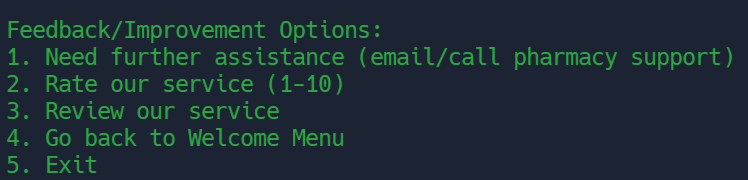 Feedback/Improvement Options:
1. Need further assistance (email/call pharmacy support)
2. Rate our service (1-10)
3. Review our service
4. Go back to Welcome Menu
5. Exit